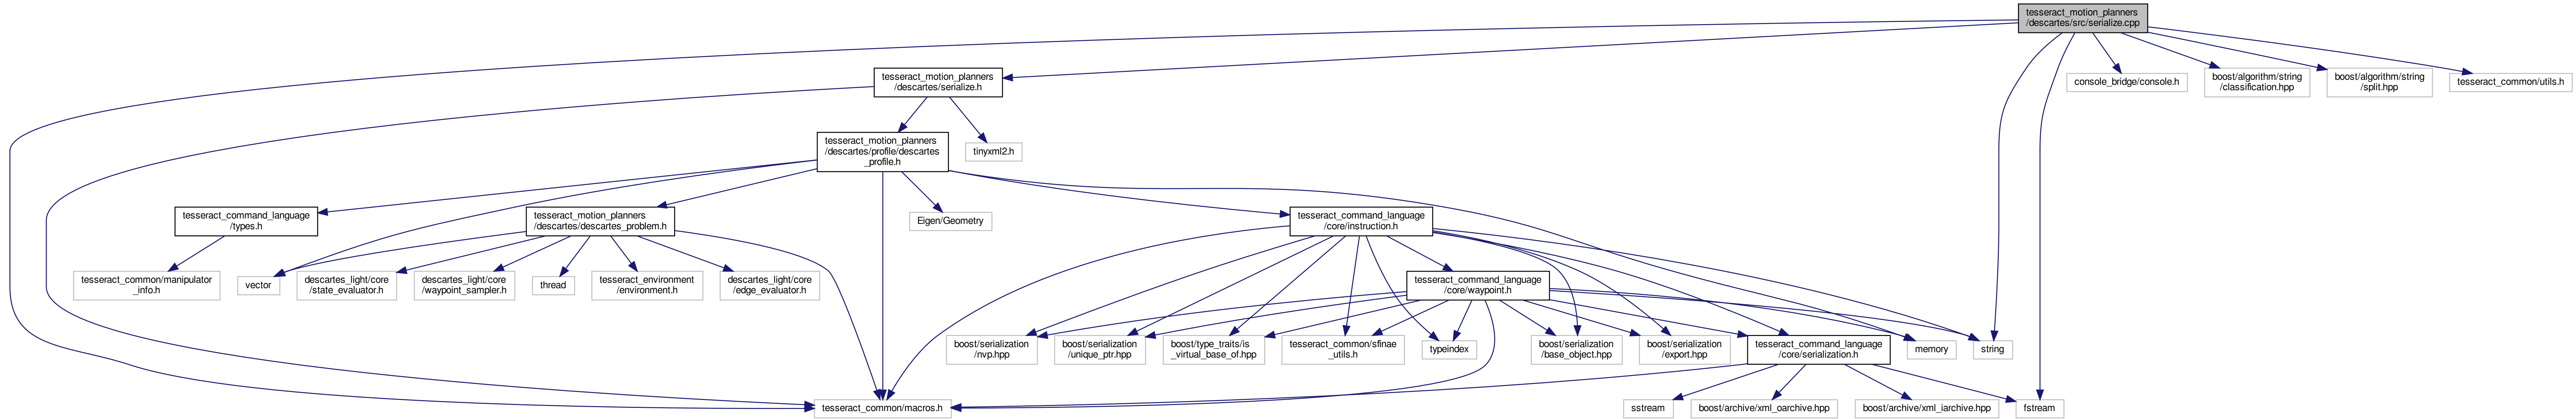 tesseract_motion_planners
/descartes/src/serialize.cpp
tesseract_motion_planners
/descartes/serialize.h
console_bridge/console.h
boost/algorithm/string
/classification.hpp
boost/algorithm/string
/split.hpp
tesseract_common/utils.h
tesseract_motion_planners
/descartes/profile/descartes
_profile.h
tinyxml2.h
tesseract_command_language
/types.h
tesseract_motion_planners
/descartes/descartes_problem.h
Eigen/Geometry
tesseract_command_language
/core/instruction.h
tesseract_common/manipulator
_info.h
vector
descartes_light/core
/state_evaluator.h
descartes_light/core
/waypoint_sampler.h
thread
tesseract_environment
/environment.h
descartes_light/core
/edge_evaluator.h
tesseract_command_language
/core/waypoint.h
boost/serialization
/nvp.hpp
boost/serialization
/unique_ptr.hpp
boost/type_traits/is
_virtual_base_of.hpp
tesseract_common/sfinae
_utils.h
typeindex
boost/serialization
/base_object.hpp
boost/serialization
/export.hpp
tesseract_command_language
/core/serialization.h
memory
string
tesseract_common/macros.h
sstream
boost/archive/xml_oarchive.hpp
boost/archive/xml_iarchive.hpp
fstream